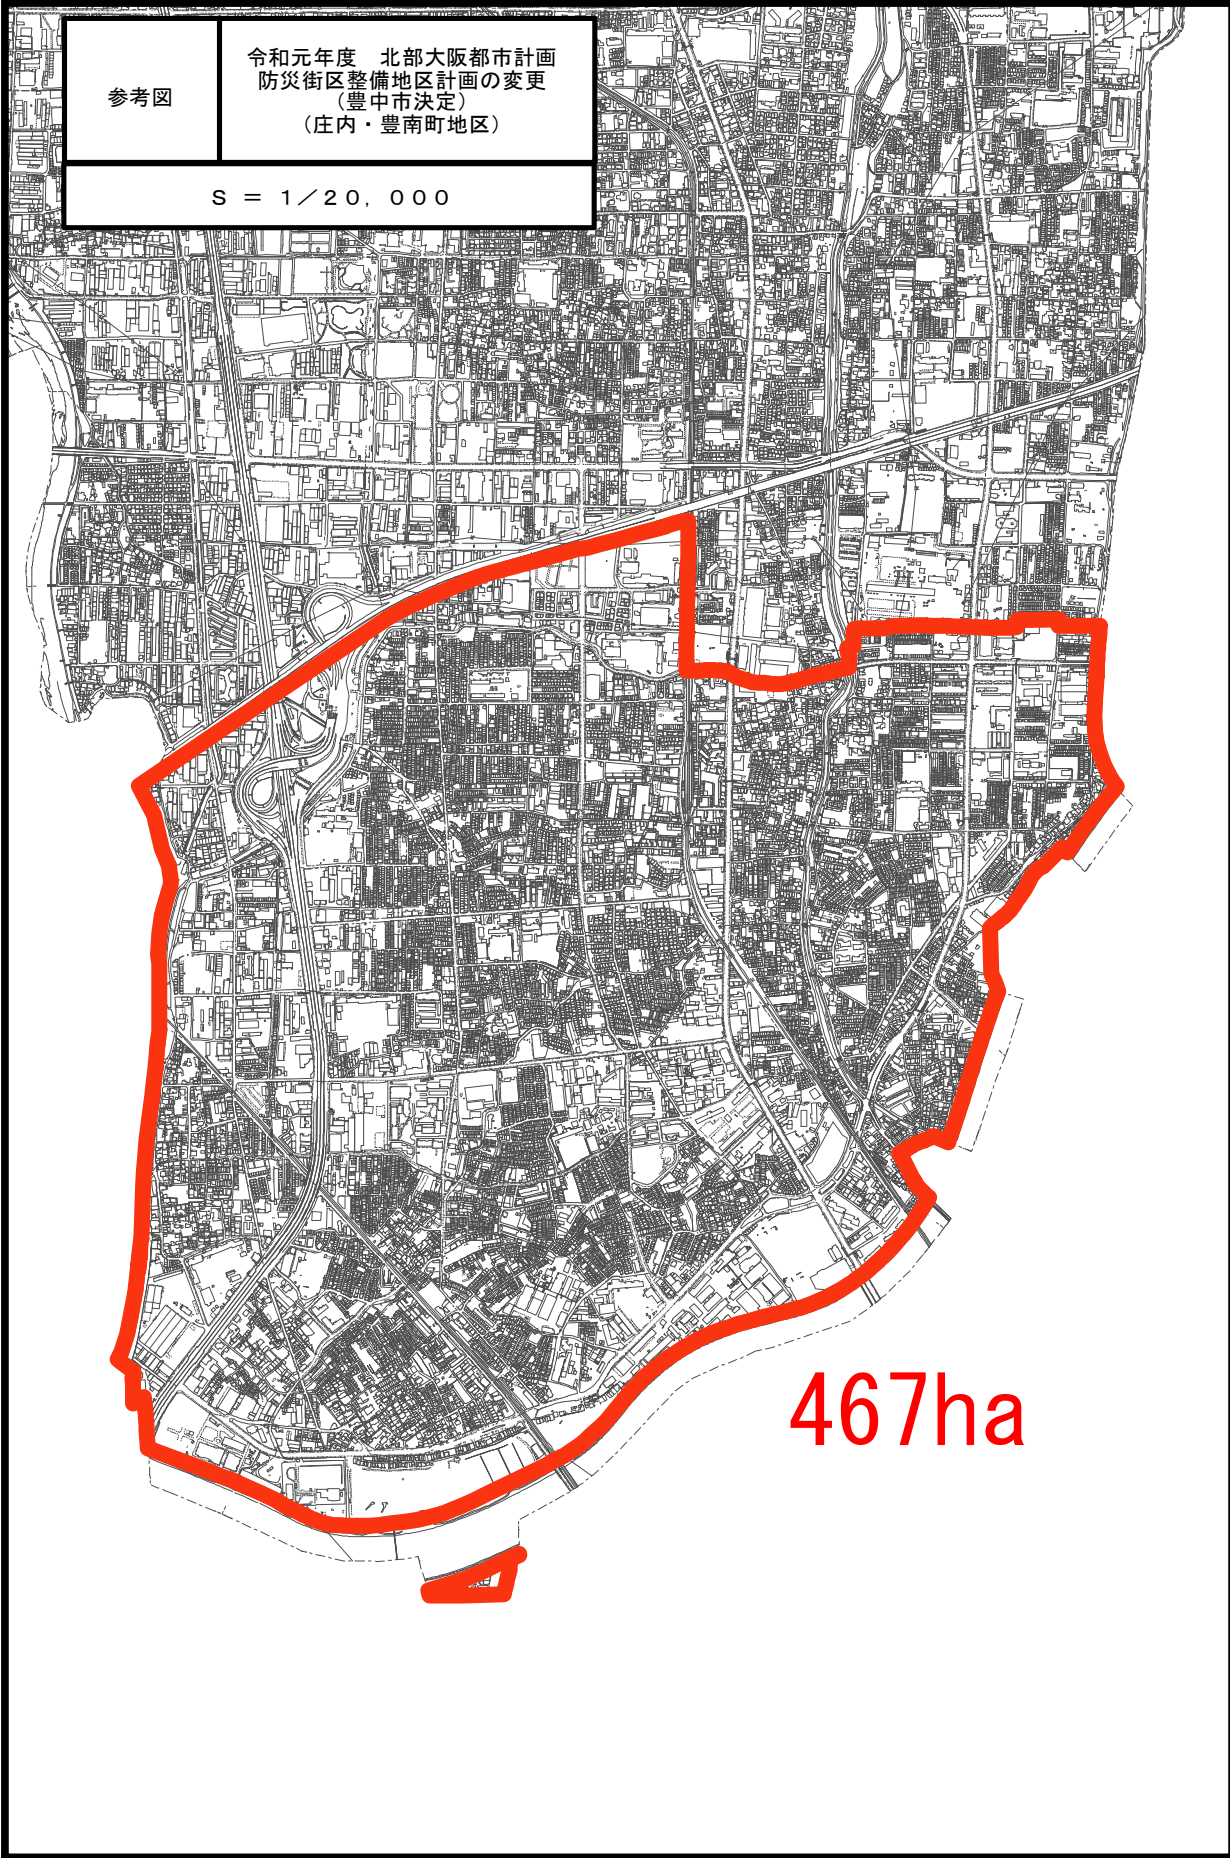 参考図
令和元年度　北部大阪都市計画
防災街区整備地区計画の変更
（豊中市決定）
（庄内・豊南町地区）
Ｓ ＝ １／２０，０００
467ha